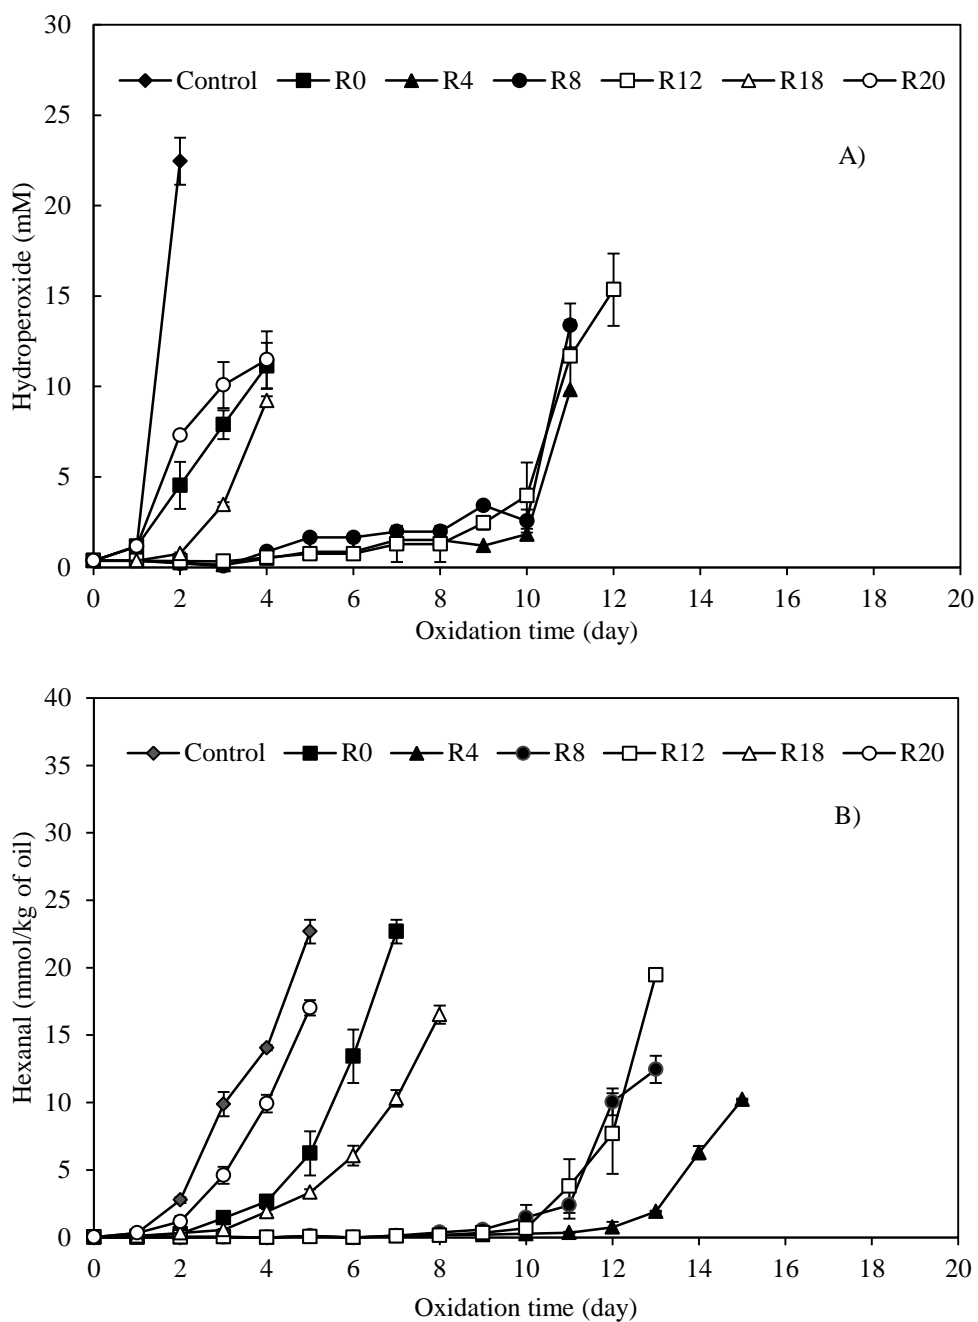 30
Control R0 R4 R8 R12 R18 R20
25
A)
20
15
10
5
0
Hydroperoxide (mM)
0 2 4 6 8 10 12 14 16 18 20
Oxidation time (day)
40
35
Control R0 R4 R8 R12 R18 R20
B)
30
25
20
15
10
5
0
Hexanal (mmol/kg of oil)
0 2 4 6 8 10 12 14 16 18 20
Oxidation time (day)